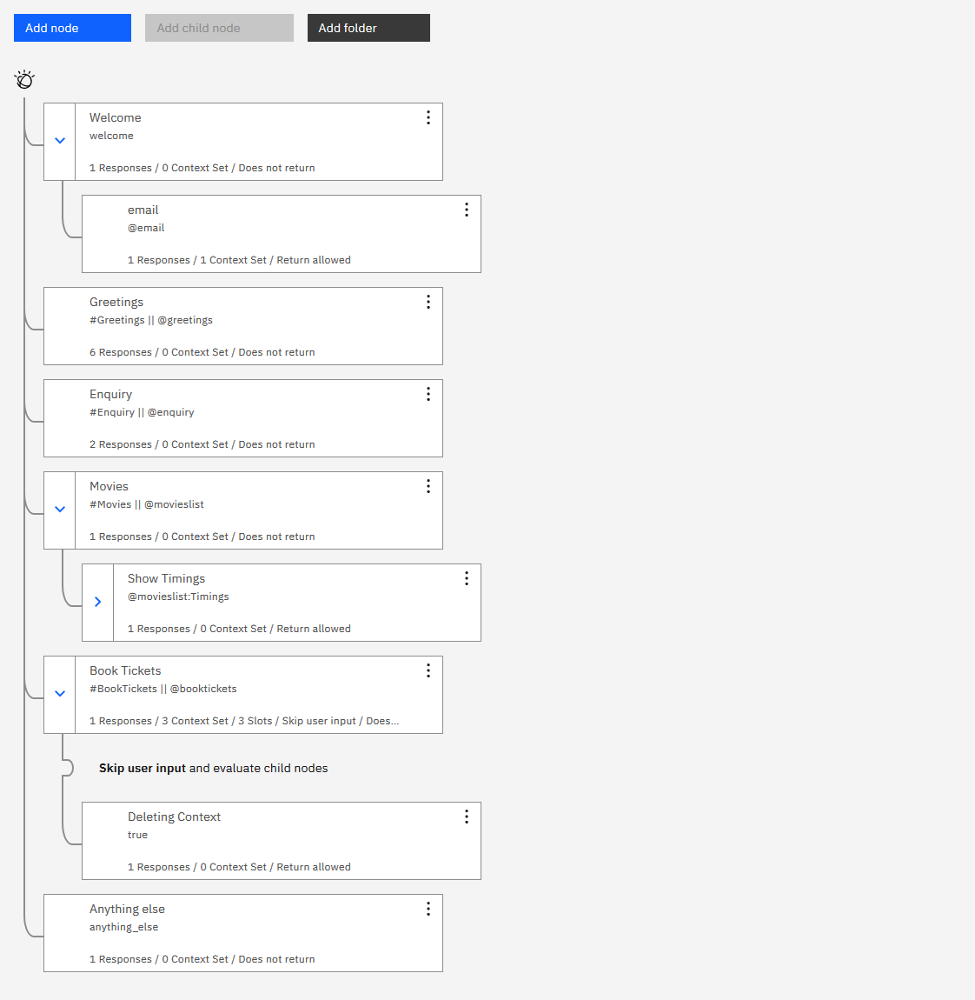 Add node
Add child node
Add folder
Welcome
welcome
1 Responses / 0 Context Set / Does not return
email
@email
1 Responses / 1 Context Set / Return allowed
Greetings
#Greetings || @greetings
6 Responses / 0 Context Set / Does not return
Enquiry
#Enquiry || @enquiry
2 Responses / 0 Context Set / Does not return
Movies
#Movies || @movieslist
1 Responses / 0 Context Set / Does not return
Show Timings
@movieslist:Timings
1 Responses / 0 Context Set / Return allowed
Book Tickets
#BookTickets || @booktickets
1 Responses / 3 Context Set / 3 Slots / Skip user input / Does...
Skip user input and evaluate child nodes
Deleting Context
true
1 Responses / 0 Context Set / Return allowed
Anything else
anything_else
1 Responses / 0 Context Set / Does not return